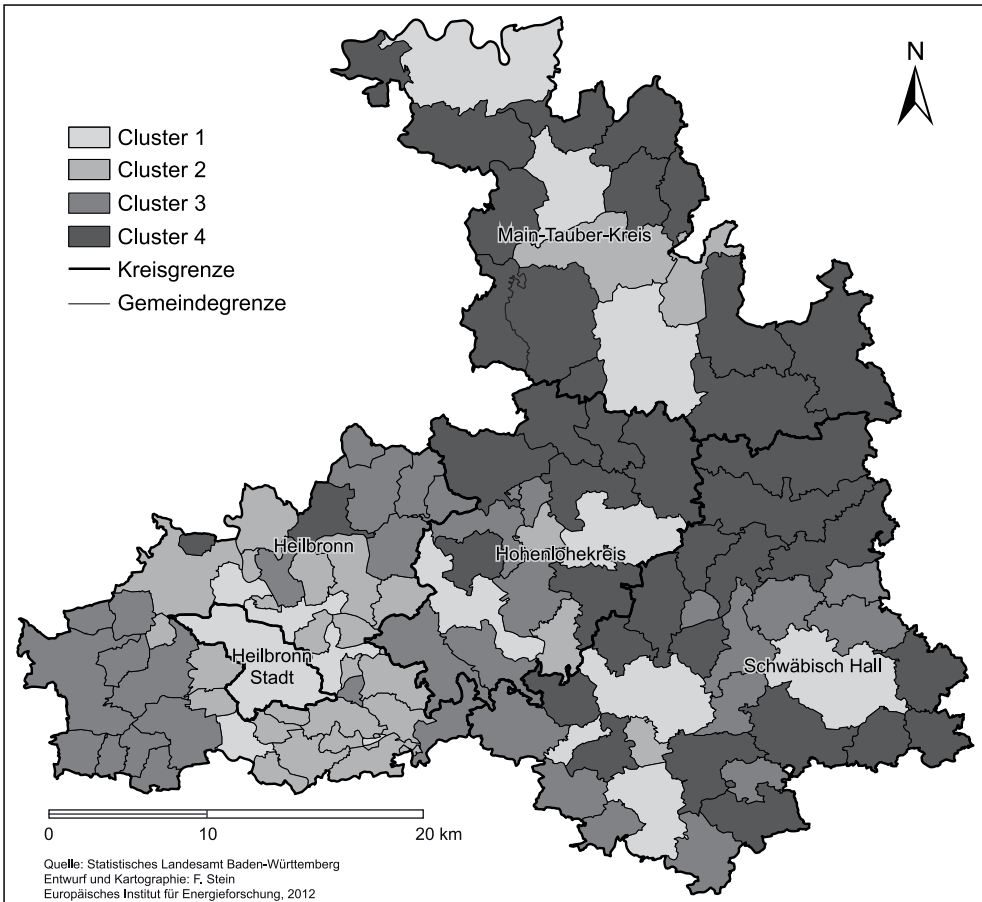 N
Cluster 1
Cluster 2
Cluster 3
Cluster 4
Kreisgrenze
Gemeindegrenze
Main-Tauber-Kreis
Heilbronn
Hohenlohekreis
Heilbronn
Stadt
Schwäbisch Hall
0 10 20 km
Quelle: Statistisches Landesamt Baden-Württemberg
Entwurf und Kartographie: F. Stein
Europäisches Institut für Energieforschung, 2012